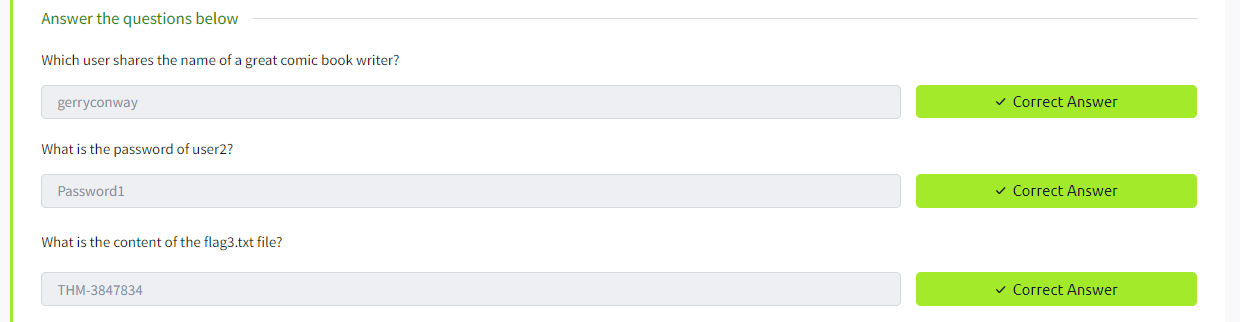 Answer the questions below
Which user shares the name of a great comic book writer?
gerryconway
✓ Correct Answer
What is the password of user2?
Password1
✓ Correct Answer
What is the content of the flag3.txt file?
THM-3847834
✓ Correct Answer